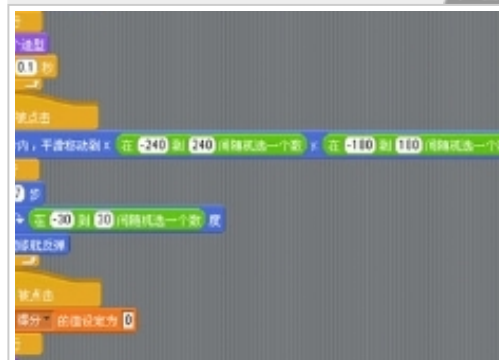 个造型
0.1 秒
被点击
内，平滑移动到 x: 在 -240 到 240 间随机选一个数 y: 在 -180 到 180 间随机选一个
步
在 -30 到 30 间随机选一个数 度
就反弹
被点击
得分 的值设定为 0